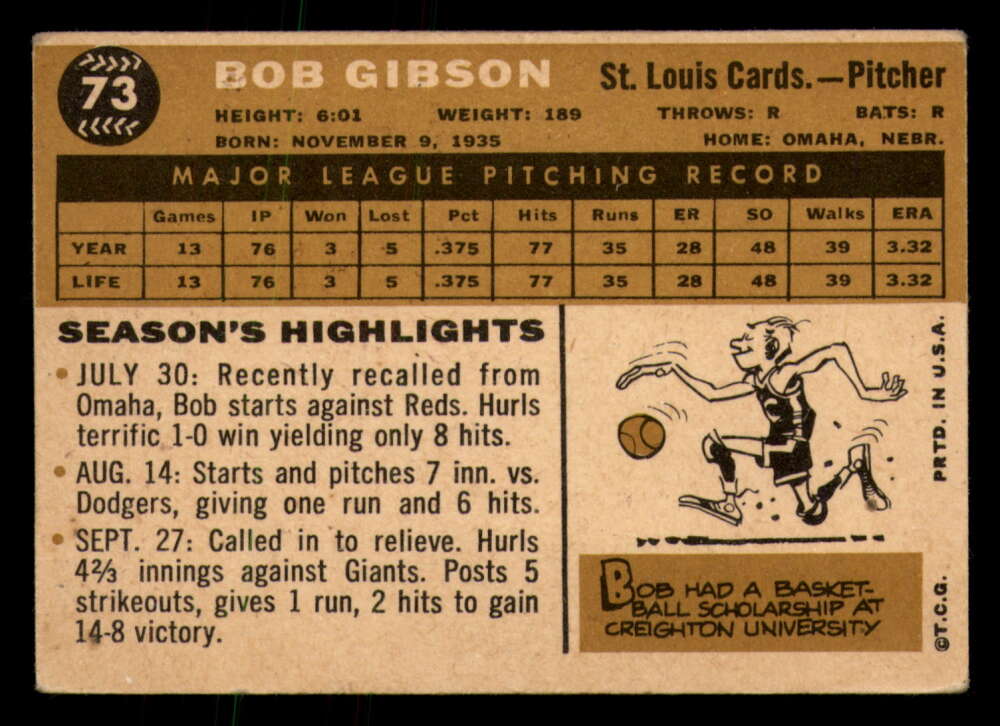 73
BOB GIBSON
St. Louis Cards.—Pitcher
HEIGHT: 6:01 WEIGHT: 189 THROWS: R BATS: R
BORN: NOVEMBER 9, 1935 HOME: OMAHA, NEBR.
MAJOR LEAGUE PITCHING RECORD
Games IP Won Lost Pct Hits Runs ER SO Walks ERA
YEAR 13 76 3 5 .375 77 35 28 48 39 3.32
LIFE 13 76 3 5 .375 77 35 28 48 39 3.32
SEASON'S HIGHLIGHTS
• JULY 30: Recently recalled from
Omaha, Bob starts against Reds. Hurls
terrific 1-0 win yielding only 8 hits.
• AUG. 14: Starts and pitches 7 inn. vs.
Dodgers, giving one run and 6 hits.
• SEPT. 27: Called in to relieve. Hurls
4⅔ innings against Giants. Posts 5
strikeouts, gives 1 run, 2 hits to gain
14-8 victory.
BOB HAD A BASKET-
BALL SCHOLARSHIP AT
CREIGHTON UNIVERSITY
©T.C.G. PRTD. IN U.S.A.